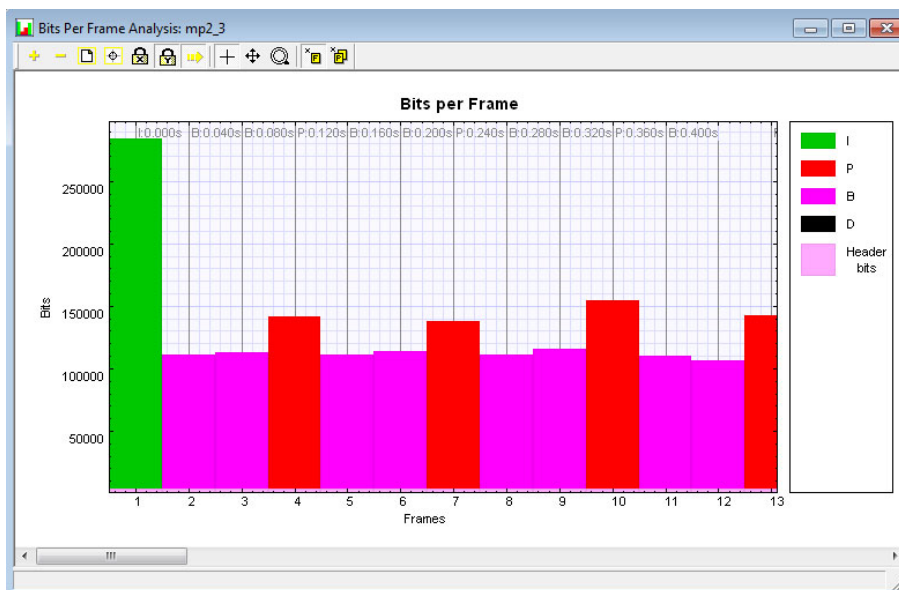 Bits Per Frame Analysis: mp2_3
Bits per Frame
I:0.000s B:0.040s B:0.080s P:0.120s B:0.160s B:0.200s P:0.240s B:0.280s B:0.320s P:0.360s B:0.400s
I
P
B
D
Header
bits
250000
200000
150000
100000
50000
Bits
1 2 3 4 5 6 7 8 9 10 11 12 13
Frames